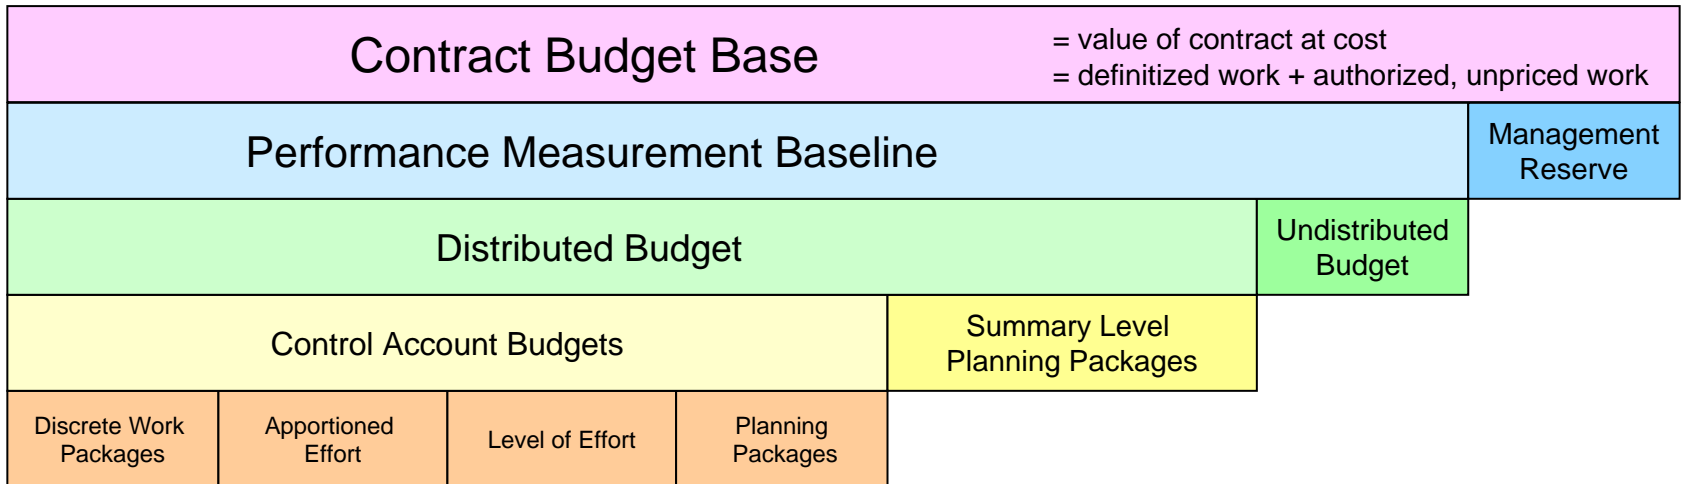 Contract Budget Base
= value of contract at cost
= definitized work + authorized, unpriced work
Performance Measurement Baseline
Management
Reserve
Distributed Budget
Undistributed
Budget
Control Account Budgets
Summary Level
Planning Packages
Discrete Work
Packages
Apportioned
Effort
Level of Effort
Planning
Packages